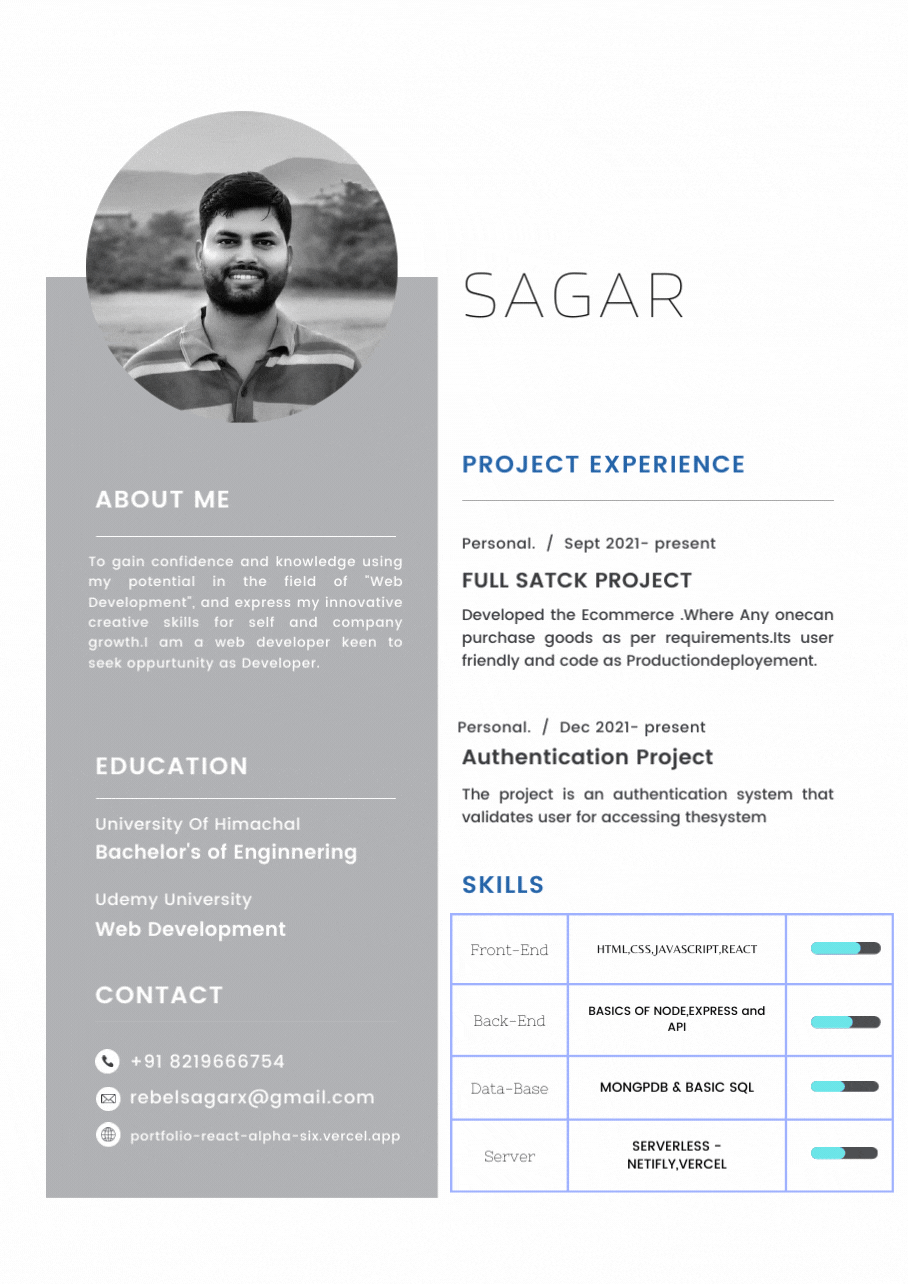 SAGAR
ABOUT ME
To gain confidence and knowledge using
my potential in the field of "Web
Development", and express my innovative
creative skills for self and company
growth.I am a web developer keen to
seek oppurtunity as Developer.
EDUCATION
University Of Himachal
Bachelor's of Enginnering
Udemy University
Web Development
CONTACT
+91 8219666754
rebelsagarx@gmail.com
portfolio-react-alpha-six.vercel.app
PROJECT EXPERIENCE
Personal. / Sept 2021- present
FULL SATCK PROJECT
Developed the Ecommerce .Where Any onecan
purchase goods as per requirements.Its user
friendly and code as Productiondeployement.
Personal. / Dec 2021- present
Authentication Project
The project is an authentication system that
validates user for accessing thesystem
SKILLS
Front-End
HTML,CSS,JAVASCRIPT,REACT
Back-End
BASICS OF NODE,EXPRESS and
API
Data-Base
MONGPDB & BASIC SQL
Server
SERVERLESS -
NETIFLY,VERCEL